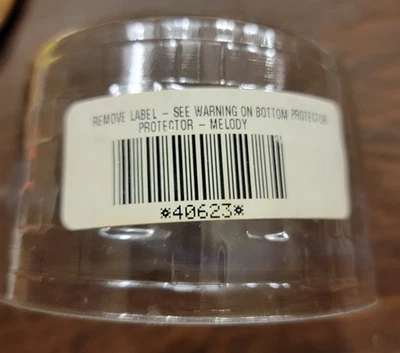 REMOVE LABEL - SEE WARNING ON BOTTOM PROTECTOR
PROTECTOR - MELODY
*40623*